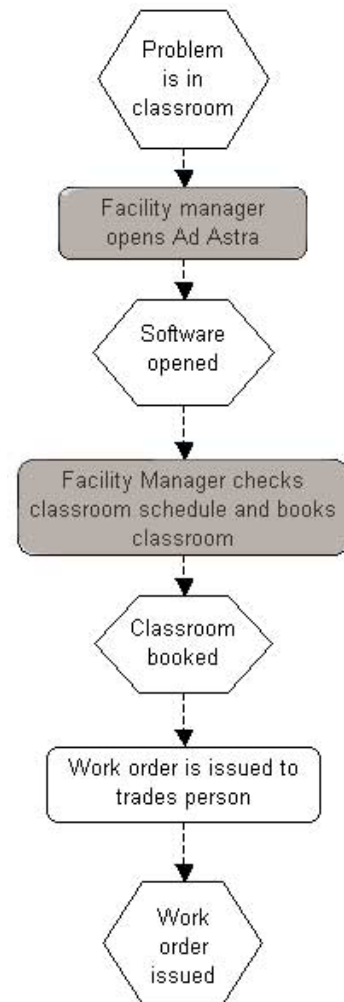 Problem
is in
classroom
Facility manager
opens Ad Astra
Software
opened
Facility Manager checks
classroom schedule and books
classroom
Classroom
booked
Work order is issued to
trades person
Work
order
issued